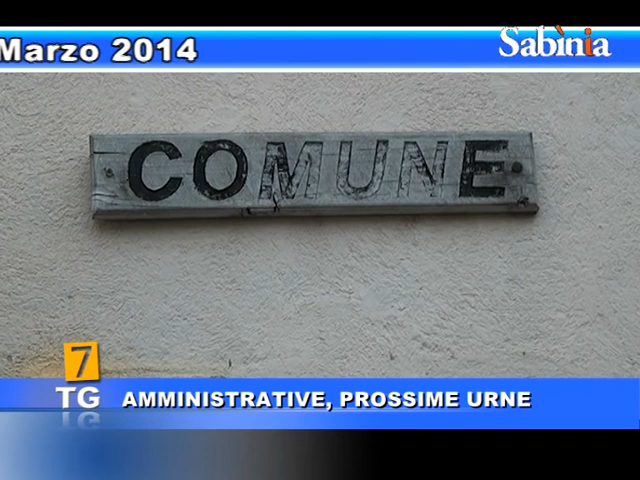 Marzo 2014
Sabìnia
COMUNE
7
TG
AMMINISTRATIVE, PROSSIME URNE